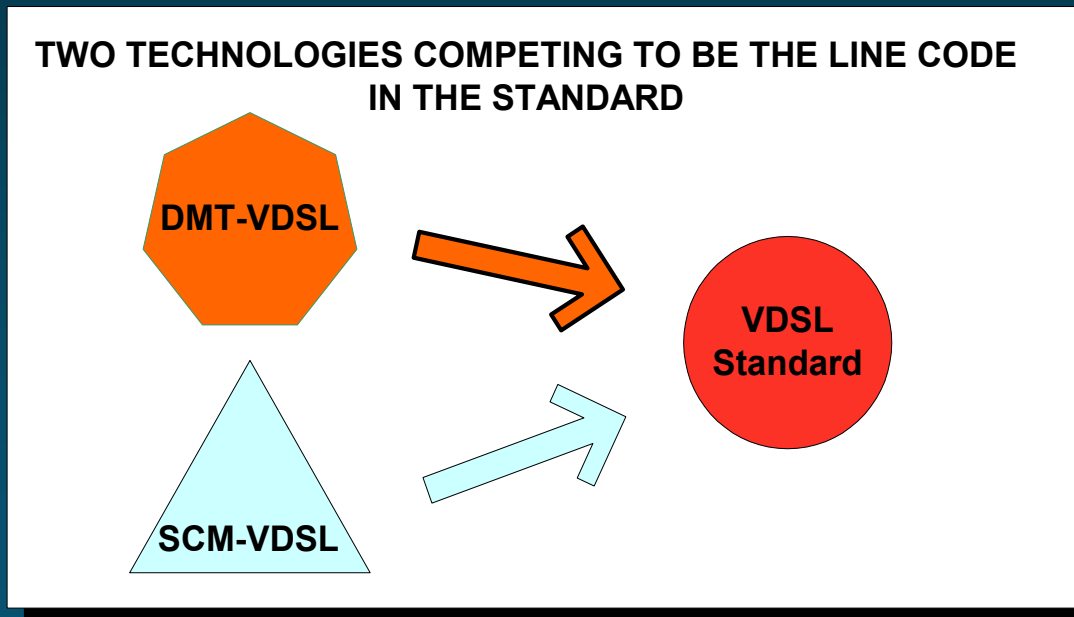 TWO TECHNOLOGIES COMPETING TO BE THE LINE CODE
IN THE STANDARD
DMT-VDSL
VDSL
Standard
SCM-VDSL